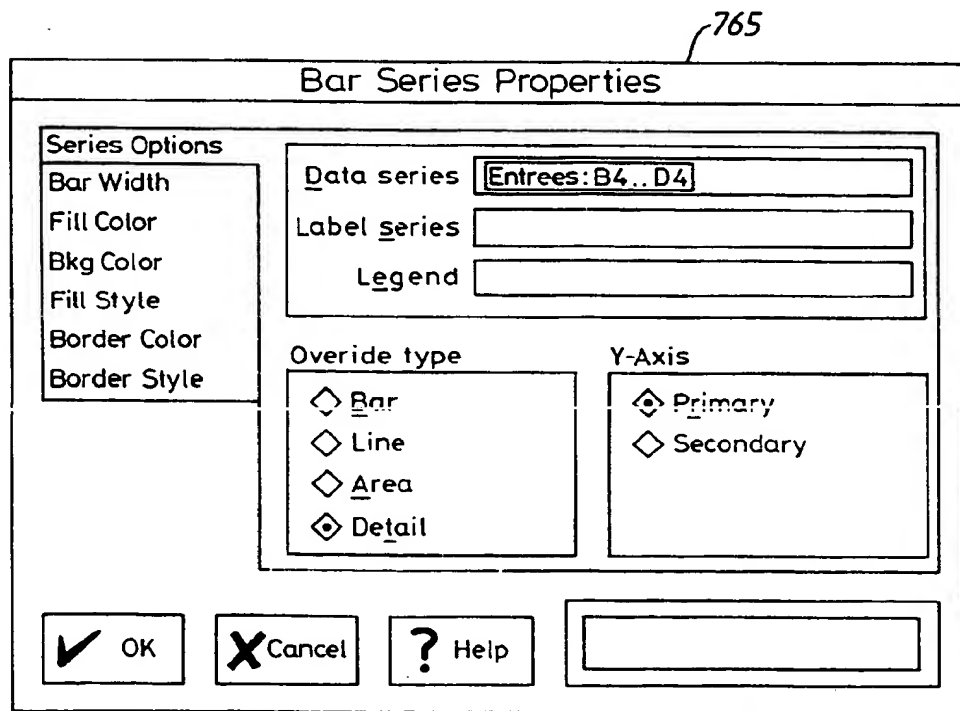 765
Bar Series Properties
Series Options
Bar Width
Fill Color
Bkg Color
Fill Style
Border Color
Border Style
Data series Entrees:B4..D4
Label series
Legend
Overide type
Bar
Line
Area
Detail
Y-Axis
Primary
Secondary
OK
Cancel
? Help